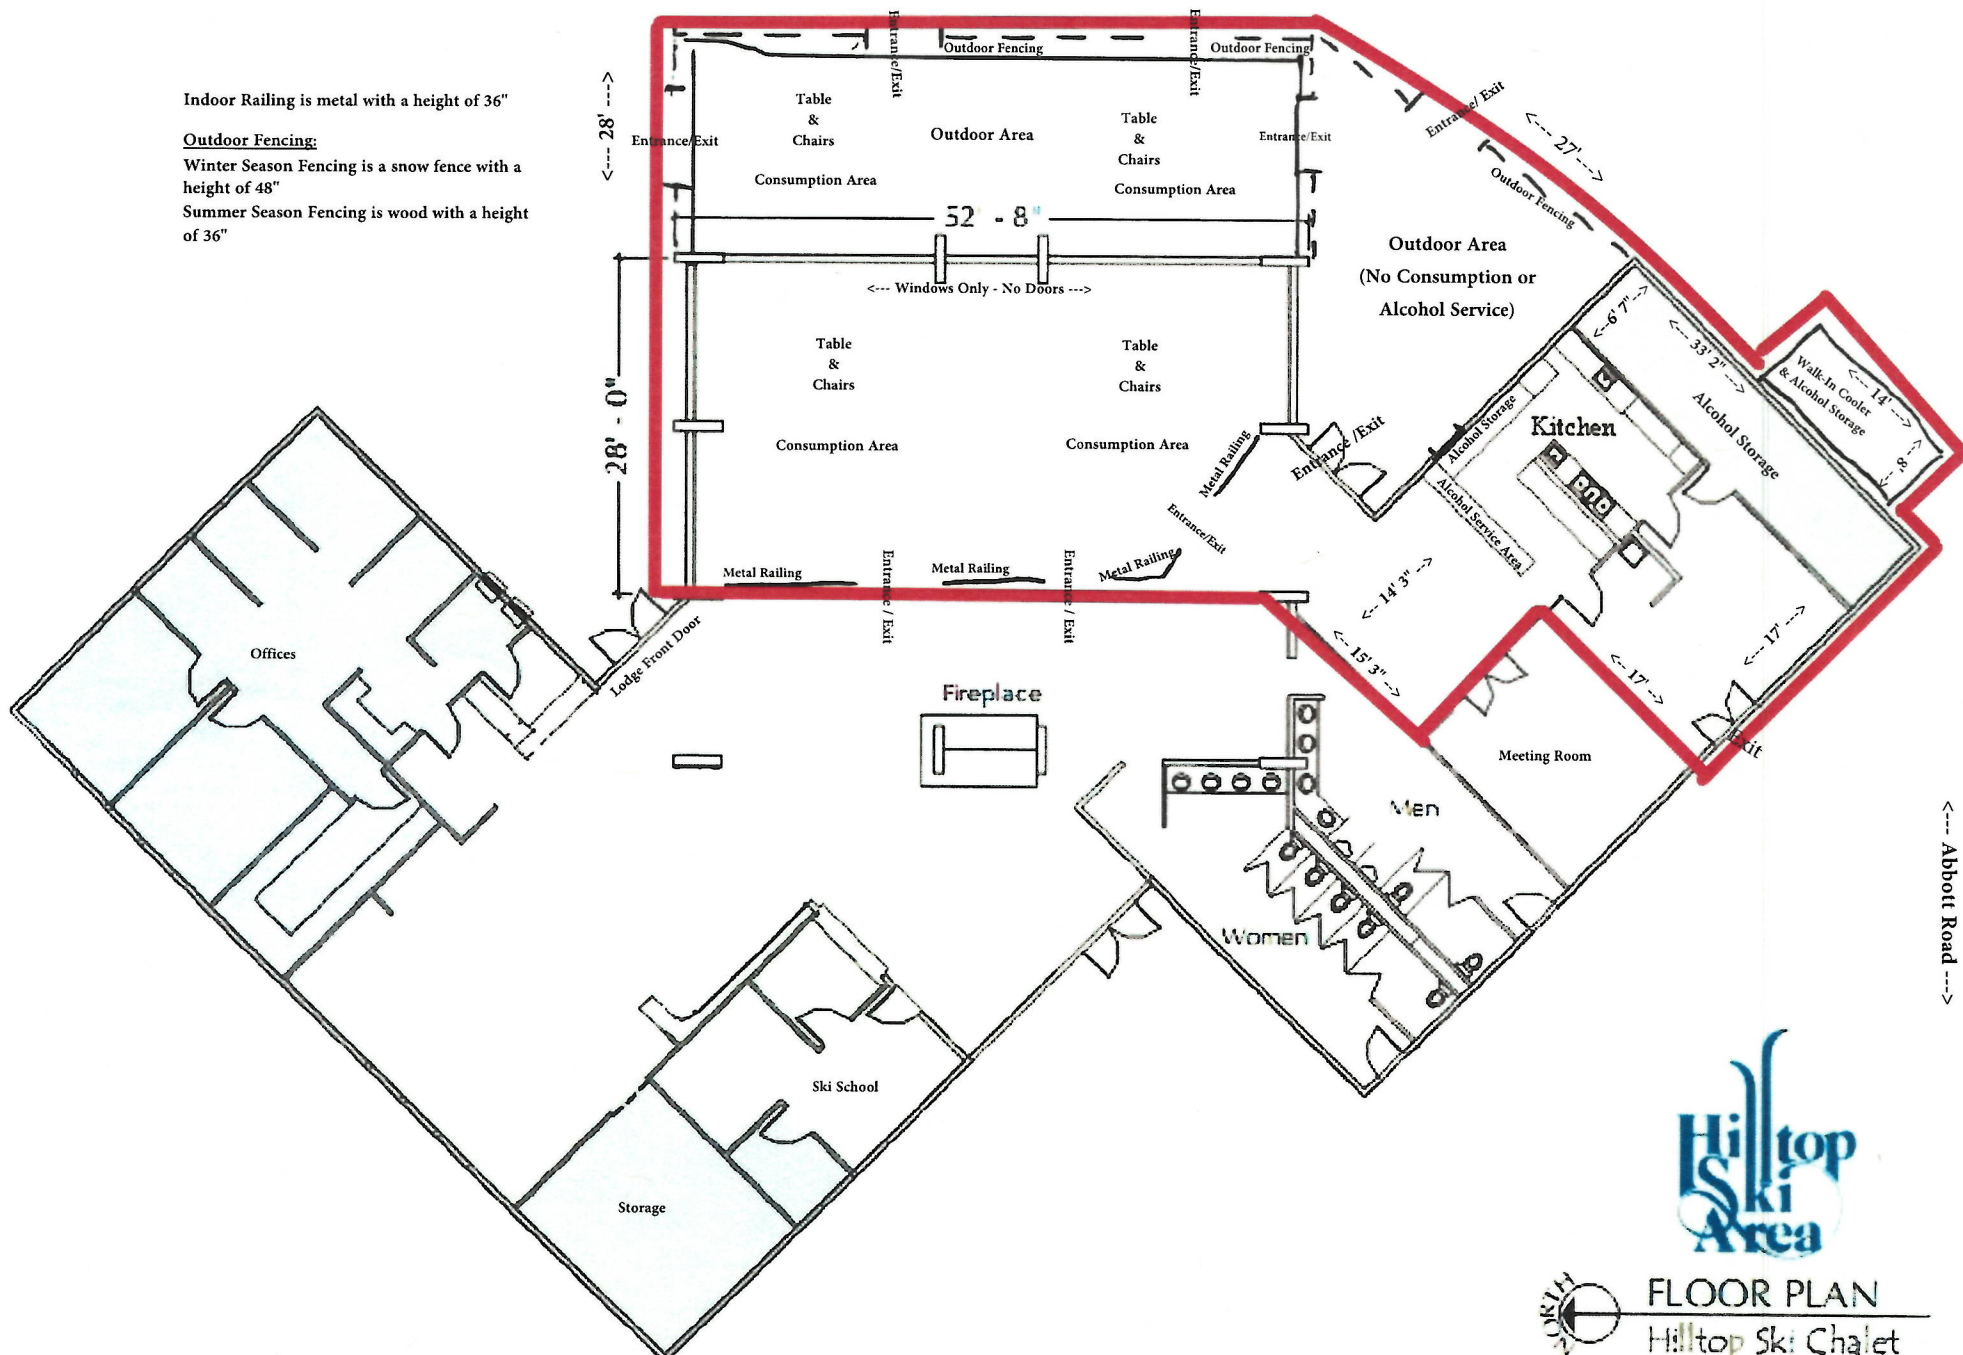 Indoor Railing is metal with a height of 36"
Outdoor Fencing:
Winter Season Fencing is a snow fence with a
height of 48"
Summer Season Fencing is wood with a height
of 36"
Entrance/Exit
Outdoor Fencing
Entrance/Exit
Outdoor Fencing
<--- 28' --->
Entrance/Exit
Table
&
Chairs
Outdoor Area
Table
&
Chairs
Entrance/Exit
Consumption Area
Consumption Area
52' - 8"
<--- Windows Only - No Doors --->
Entrance/ Exit
<--- 27' --->
Outdoor Fencing
Outdoor Area
(No Consumption or
Alcohol Service)
28' - 0"
Table
&
Chairs
Table
&
Chairs
Consumption Area
Consumption Area
Metal Railing
Entrance /Exit
Entrance/Exit
Metal Railing
Metal Railing
Metal Railing
Entrance / Exit
Entrance / Exit
<--6' 7"-->
<--- 33' 2" --->
Walk-In Cooler
& Alcohol Storage
<--- 14' --->
<--- 8' --->
Alcohol Storage
Kitchen
Alcohol Storage
Alcohol Service Area
<-- 14' 3" -->
<-- 15' 3" -->
<-- 17' -->
<-- 17' -->
Exit
Meeting Room
Offices
Lodge Front Door
Fireplace
Men
Women
<--- Abbott Road --->
Ski School
Storage
Hilltop
Ski
Area
NORTH
FLOOR PLAN
Hilltop Ski Chalet